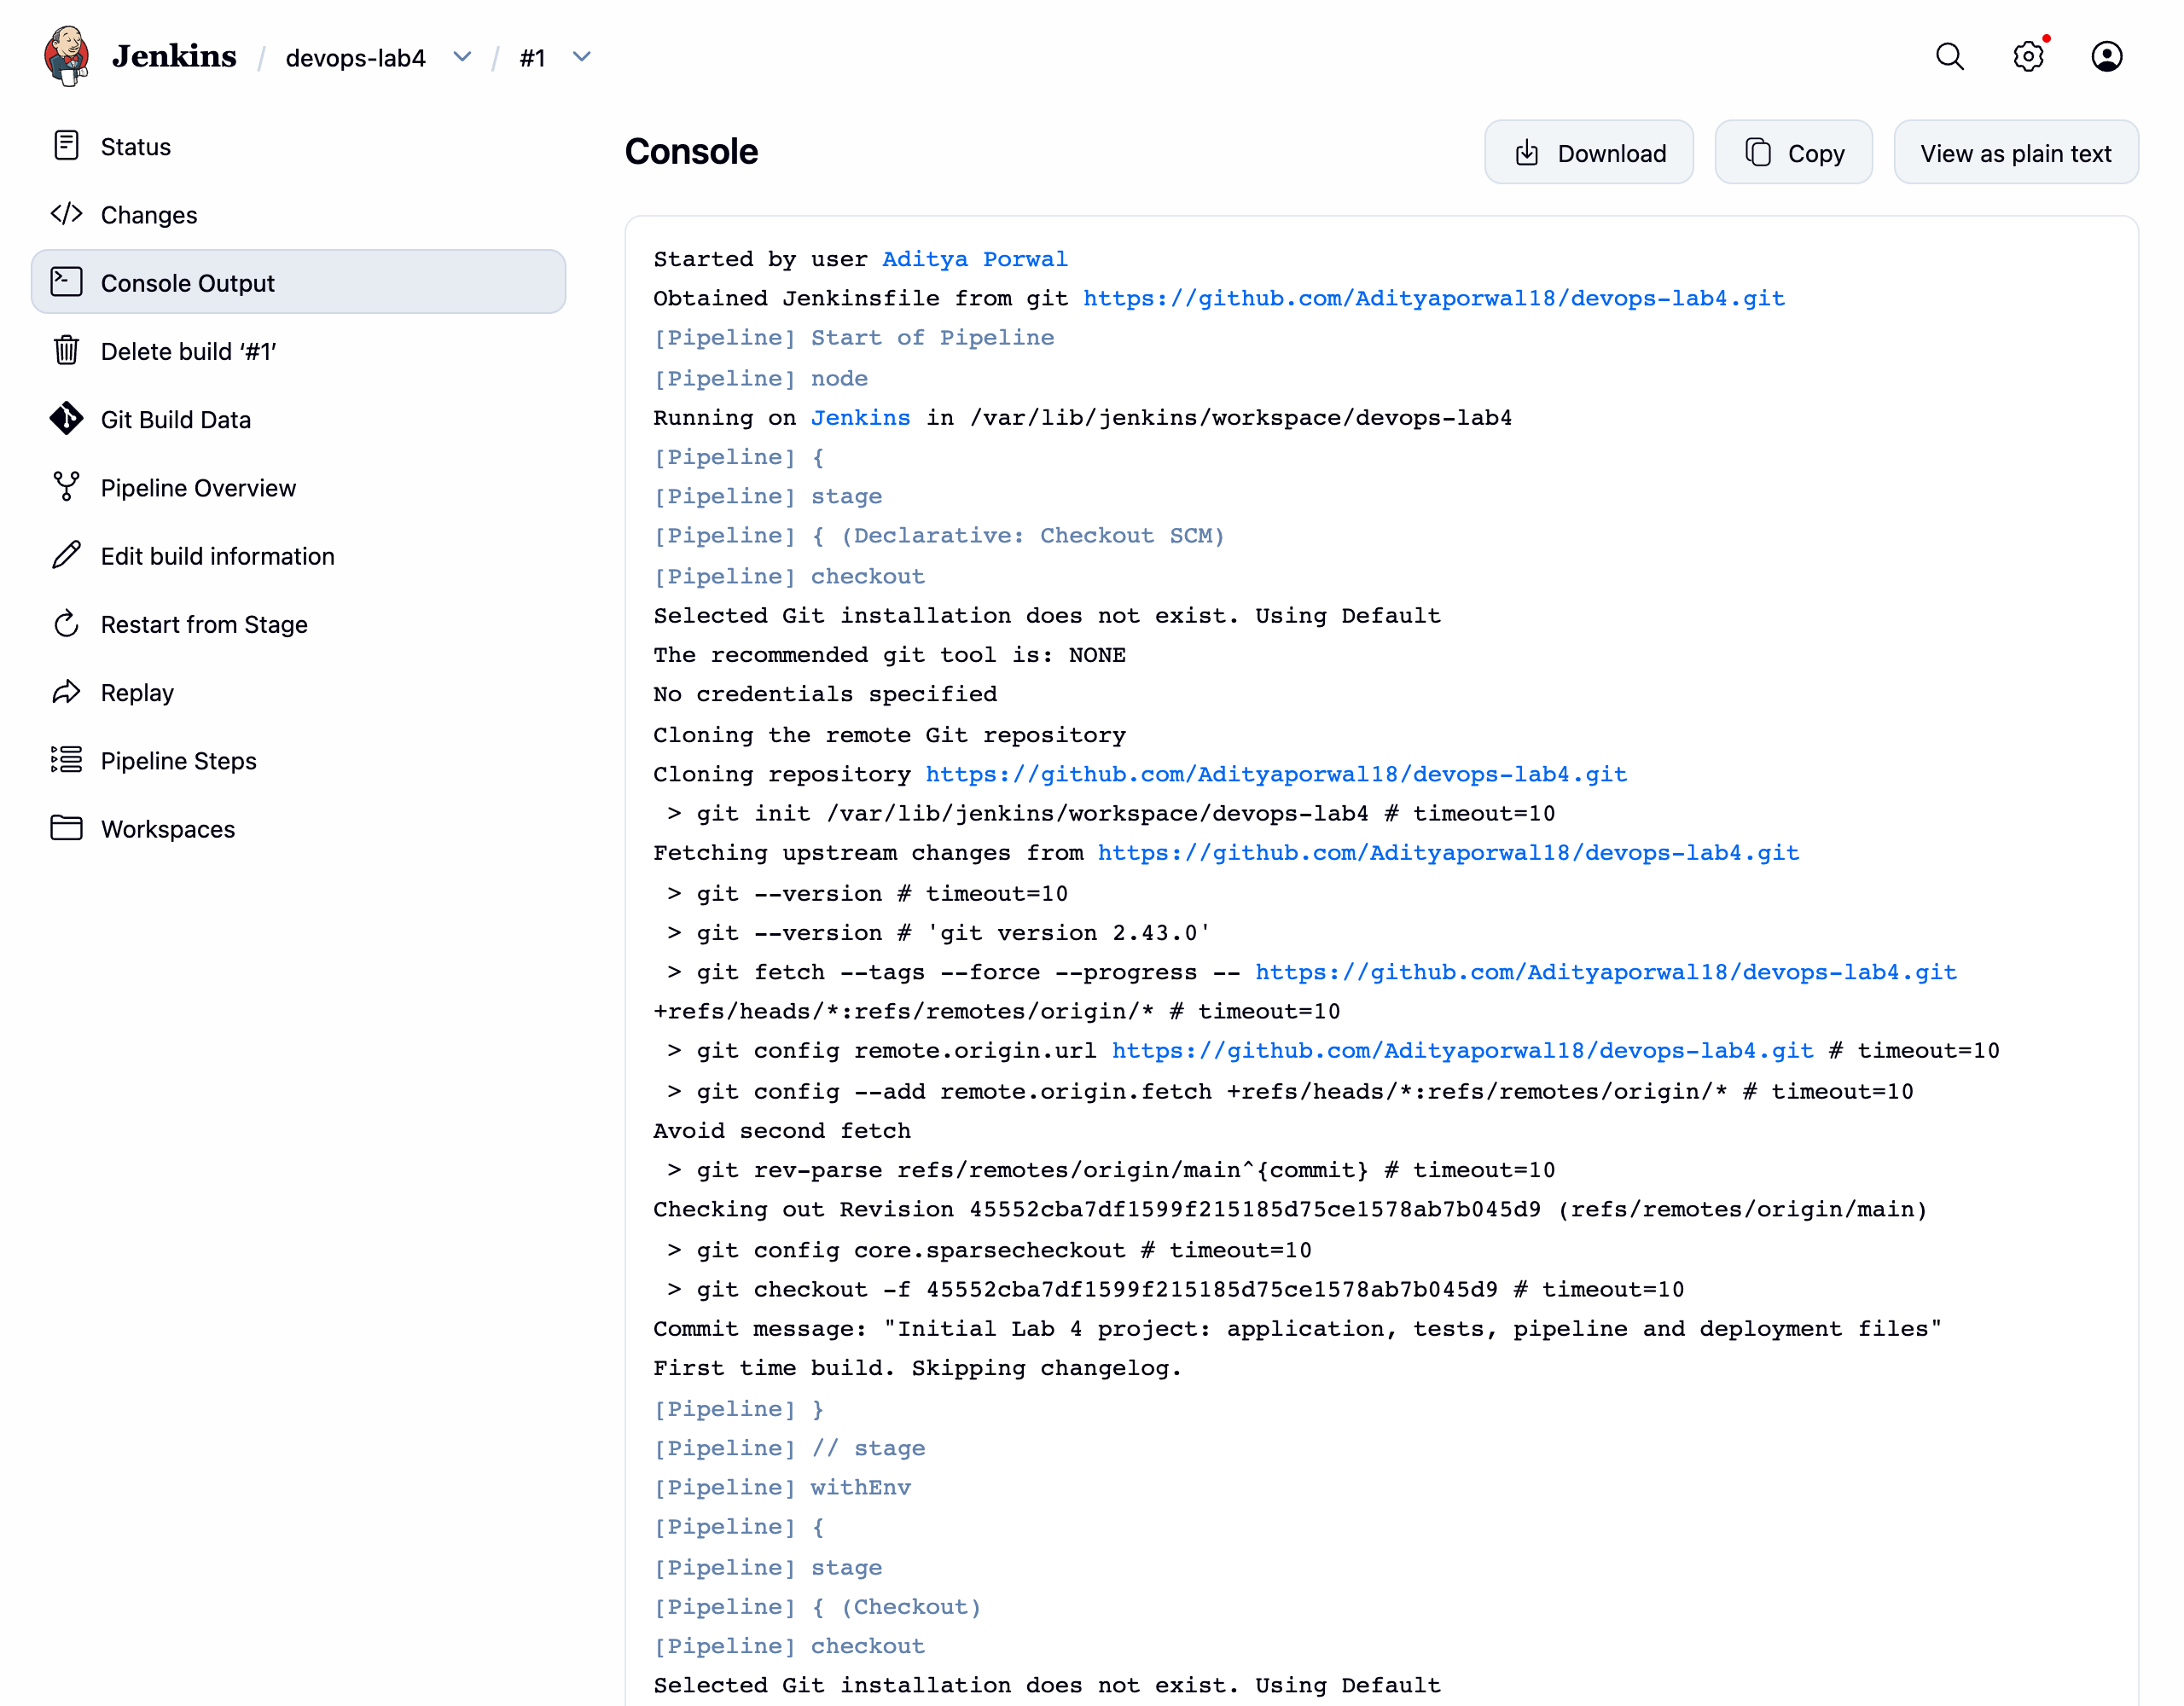 Jenkins / devops-lab4 / #1
Status
Changes
Console Output
Delete build ‘#1’
Git Build Data
Pipeline Overview
Edit build information
Restart from Stage
Replay
Pipeline Steps
Workspaces
Console
Download
Copy
View as plain text
Started by user Aditya Porwal
Obtained Jenkinsfile from git https://github.com/Adityaporwal18/devops-lab4.git
[Pipeline] Start of Pipeline
[Pipeline] node
Running on Jenkins in /var/lib/jenkins/workspace/devops-lab4
[Pipeline] {
[Pipeline] stage
[Pipeline] { (Declarative: Checkout SCM)
[Pipeline] checkout
Selected Git installation does not exist. Using Default
The recommended git tool is: NONE
No credentials specified
Cloning the remote Git repository
Cloning repository https://github.com/Adityaporwal18/devops-lab4.git
 > git init /var/lib/jenkins/workspace/devops-lab4 # timeout=10
Fetching upstream changes from https://github.com/Adityaporwal18/devops-lab4.git
 > git --version # timeout=10
 > git --version # 'git version 2.43.0'
 > git fetch --tags --force --progress -- https://github.com/Adityaporwal18/devops-lab4.git
+refs/heads/*:refs/remotes/origin/* # timeout=10
 > git config remote.origin.url https://github.com/Adityaporwal18/devops-lab4.git # timeout=10
 > git config --add remote.origin.fetch +refs/heads/*:refs/remotes/origin/* # timeout=10
Avoid second fetch
 > git rev-parse refs/remotes/origin/main^{commit} # timeout=10
Checking out Revision 45552cba7df1599f215185d75ce1578ab7b045d9 (refs/remotes/origin/main)
 > git config core.sparsecheckout # timeout=10
 > git checkout -f 45552cba7df1599f215185d75ce1578ab7b045d9 # timeout=10
Commit message: "Initial Lab 4 project: application, tests, pipeline and deployment files"
First time build. Skipping changelog.
[Pipeline] }
[Pipeline] // stage
[Pipeline] withEnv
[Pipeline] {
[Pipeline] stage
[Pipeline] { (Checkout)
[Pipeline] checkout
Selected Git installation does not exist. Using Default